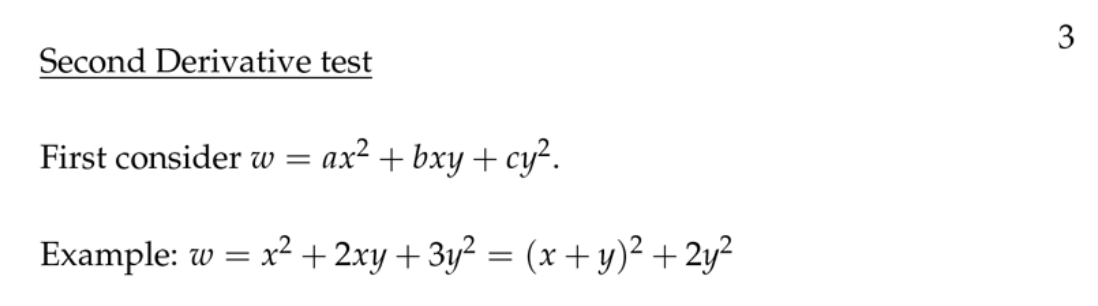 3
Second Derivative test
First consider w = ax² + bxy + cy².
Example: w = x² + 2xy + 3y² = (x + y)² + 2y²